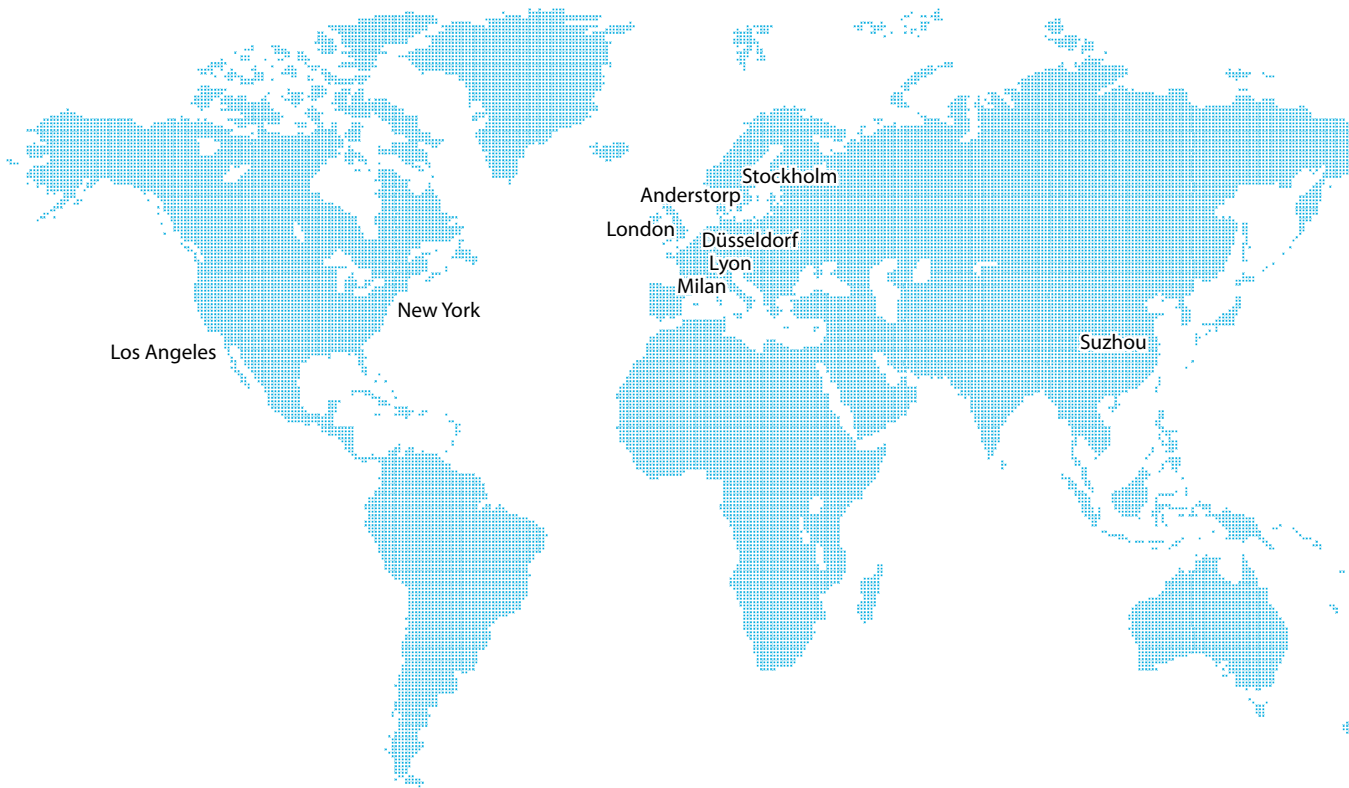 Stockholm
Anderstorp
London
Düsseldorf
Lyon
Milan
New York
Suzhou
Los Angeles